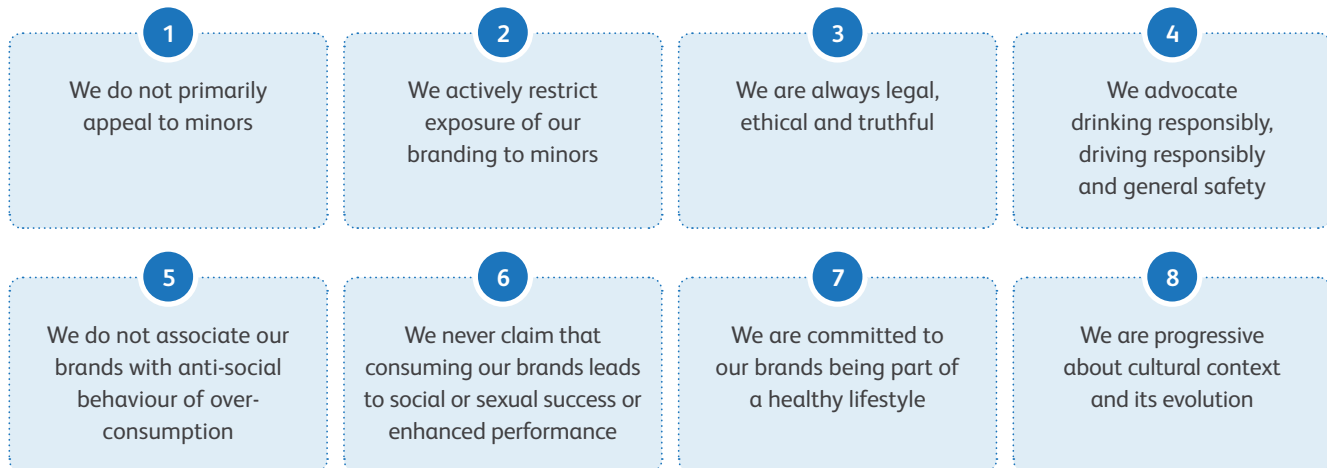 1
We do not primarily
appeal to minors
2
We actively restrict
exposure of our
branding to minors
3
We are always legal,
ethical and truthful
4
We advocate
drinking responsibly,
driving responsibly
and general safety
5
We do not associate our
brands with anti-social
behaviour of over-
consumption
6
We never claim that
consuming our brands leads
to social or sexual success or
enhanced performance
7
We are committed to
our brands being part of
a healthy lifestyle
8
We are progressive
about cultural context
and its evolution